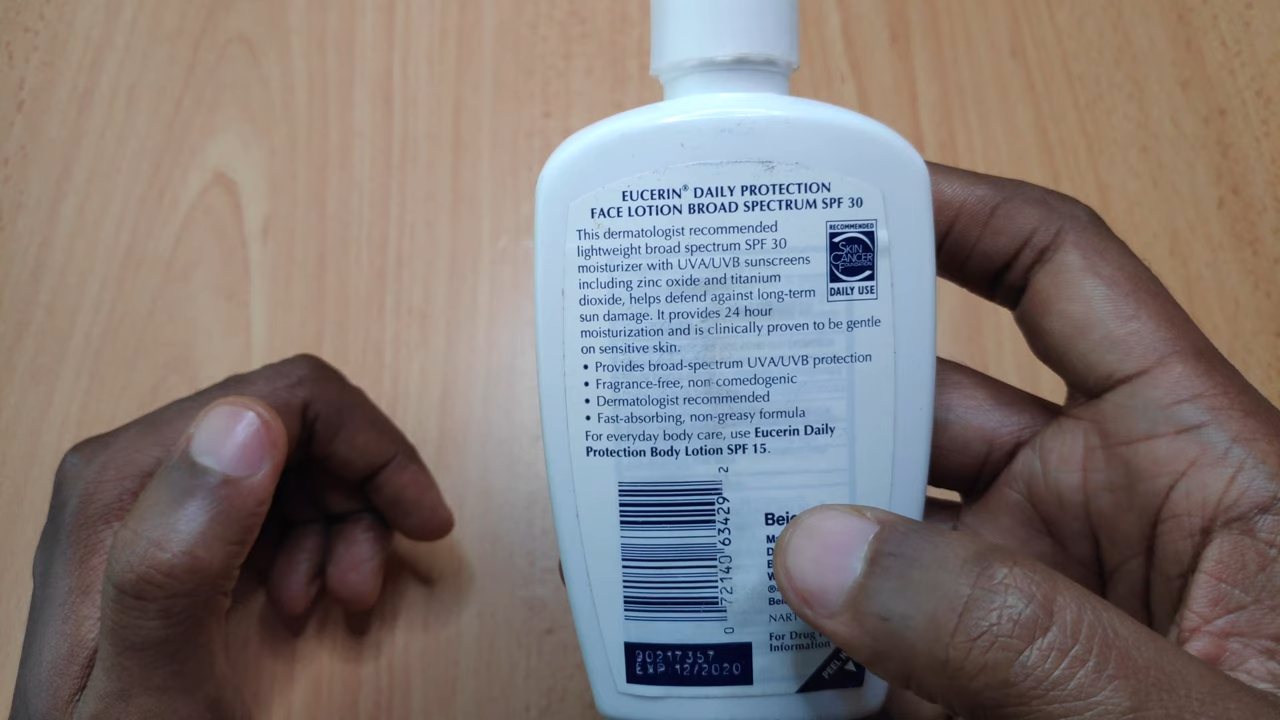 EUCERIN® DAILY PROTECTION
FACE LOTION BROAD SPECTRUM SPF 30
This dermatologist recommended
lightweight broad spectrum SPF 30
moisturizer with UVA/UVB sunscreens
including zinc oxide and titanium
dioxide, helps defend against long-term
sun damage. It provides 24 hour
moisturization and is clinically proven to be gentle
on sensitive skin.
RECOMMENDED
SKIN
CANCER
FOUNDATION
DAILY USE
• Provides broad-spectrum UVA/UVB protection
• Fragrance-free, non-comedogenic
• Dermatologist recommended
• Fast-absorbing, non-greasy formula
For everyday body care, use Eucerin Daily
Protection Body Lotion SPF 15.
0 72140 63429 2
For Drug
Information
PEEL
90217357
EXP 12/2020